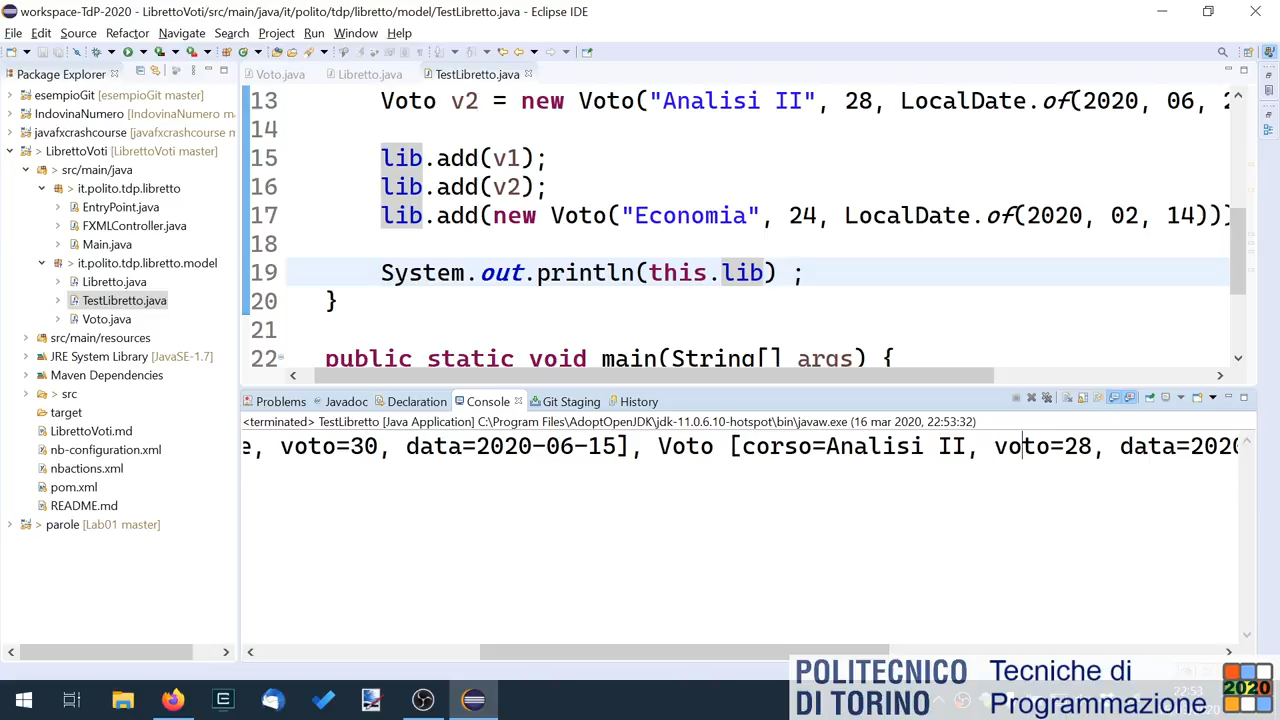 workspace-TdP-2020 - LibrettoVoti/src/main/java/it/polito/tdp/libretto/model/TestLibretto.java - Eclipse IDE
File Edit Source Refactor Navigate Search Project Run Window Help
Package Explorer
esempioGit [esempioGit master]
IndovinaNumero [IndovinaNumero ma
javafxcrashcourse [javafxcrashcourse m
> LibrettoVoti [LibrettoVoti master]
> src/main/java
> it.polito.tdp.libretto
EntryPoint.java
FXMLController.java
Main.java
> it.polito.tdp.libretto.model
Libretto.java
TestLibretto.java
Voto.java
src/main/resources
JRE System Library [JavaSE-1.7]
Maven Dependencies
> src
target
LibrettoVoti.md
nb-configuration.xml
nbactions.xml
pom.xml
README.md
> parole [Lab01 master]
Voto.java Libretto.java TestLibretto.java
13 Voto v2 = new Voto("Analisi II", 28, LocalDate.of(2020, 06, 2
14
15 lib.add(v1);
16 lib.add(v2);
17 lib.add(new Voto("Economia", 24, LocalDate.of(2020, 02, 14)))
18
19 System.out.println(this.lib) ;
20 }
21
22 public static void main(String[] args) {
Problems Javadoc Declaration Console Git Staging History
<terminated> TestLibretto [Java Application] C:\Program Files\AdoptOpenJDK\jdk-11.0.6.10-hotspot\bin\javaw.exe (16 mar 2020, 22:53:32)
e, voto=30, data=2020-06-15], Voto [corso=Analisi II, voto=28, data=2020
POLITECNICO
DI TORINO
Tecniche di
Programmazione
2020
22:53